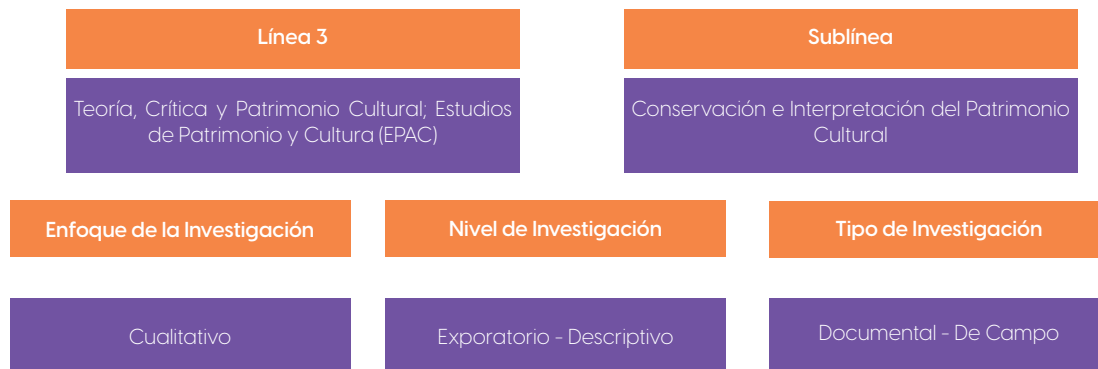 Línea 3
Sublínea
Teoría, Crítica y Patrimonio Cultural; Estudios
de Patrimonio y Cultura (EPAC)
Conservación e Interpretación del Patrimonio
Cultural
Enfoque de la Investigación
Nivel de Investigación
Tipo de Investigación
Cualitativo
Exporatorio - Descriptivo
Documental - De Campo